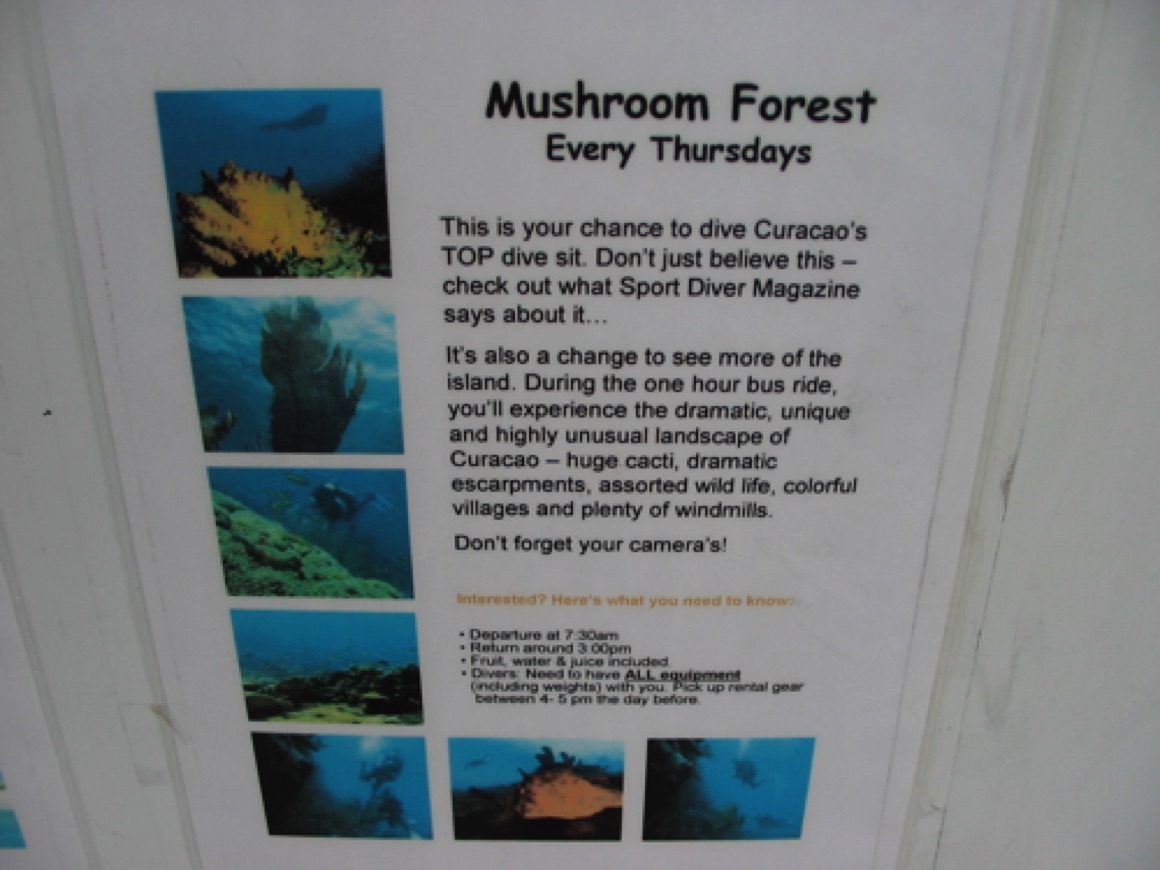 Mushroom Forest
Every Thursdays
This is your chance to dive Curacao's
TOP dive sit. Don't just believe this –
check out what Sport Diver Magazine
says about it...
It's also a change to see more of the
island. During the one hour bus ride,
you'll experience the dramatic, unique
and highly unusual landscape of
Curacao – huge cacti, dramatic
escarpments, assorted wild life, colorful
villages and plenty of windmills.
Don't forget your camera's!
Interested? Here's what you need to know:
• Departure at 7:30am
• Return around 3:00pm
• Fruit, water & juice included.
• Divers: Need to have ALL equipment
(including weights) with you. Pick up rental gear
between 4- 5 pm the day before.